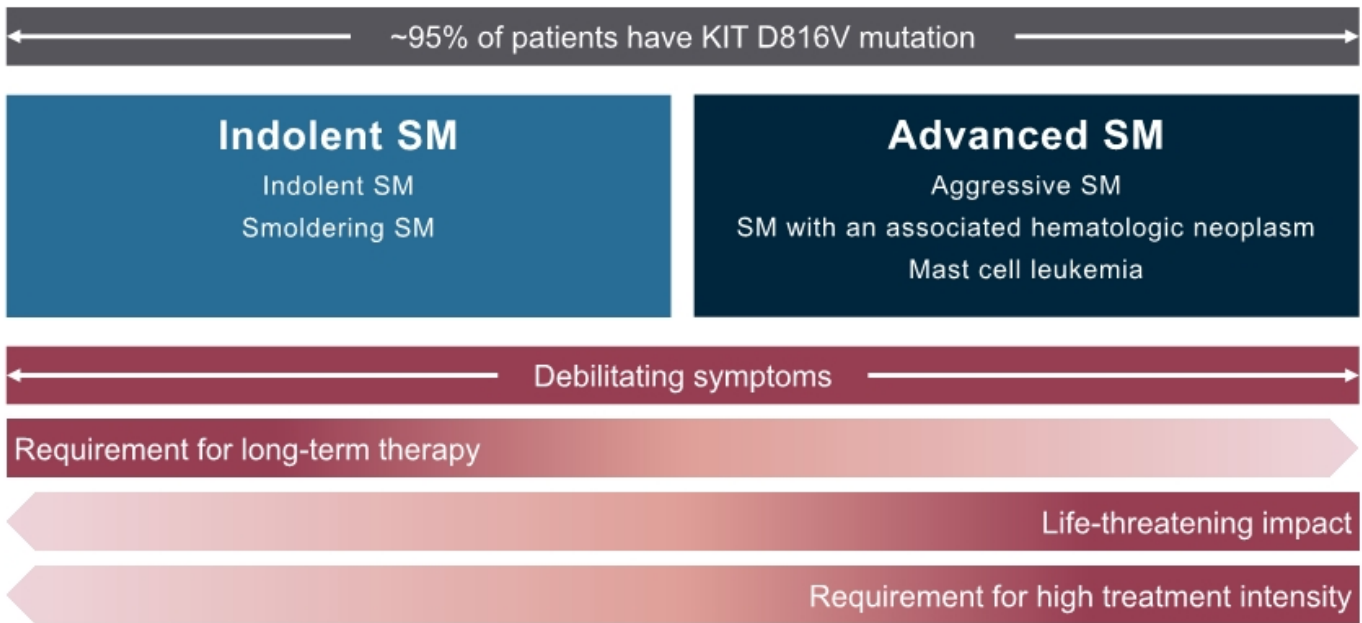 ~95% of patients have KIT D816V mutation
Indolent SM
Indolent SM
Smoldering SM
Advanced SM
Aggressive SM
SM with an associated hematologic neoplasm
Mast cell leukemia
Debilitating symptoms
Requirement for long-term therapy
Life-threatening impact
Requirement for high treatment intensity